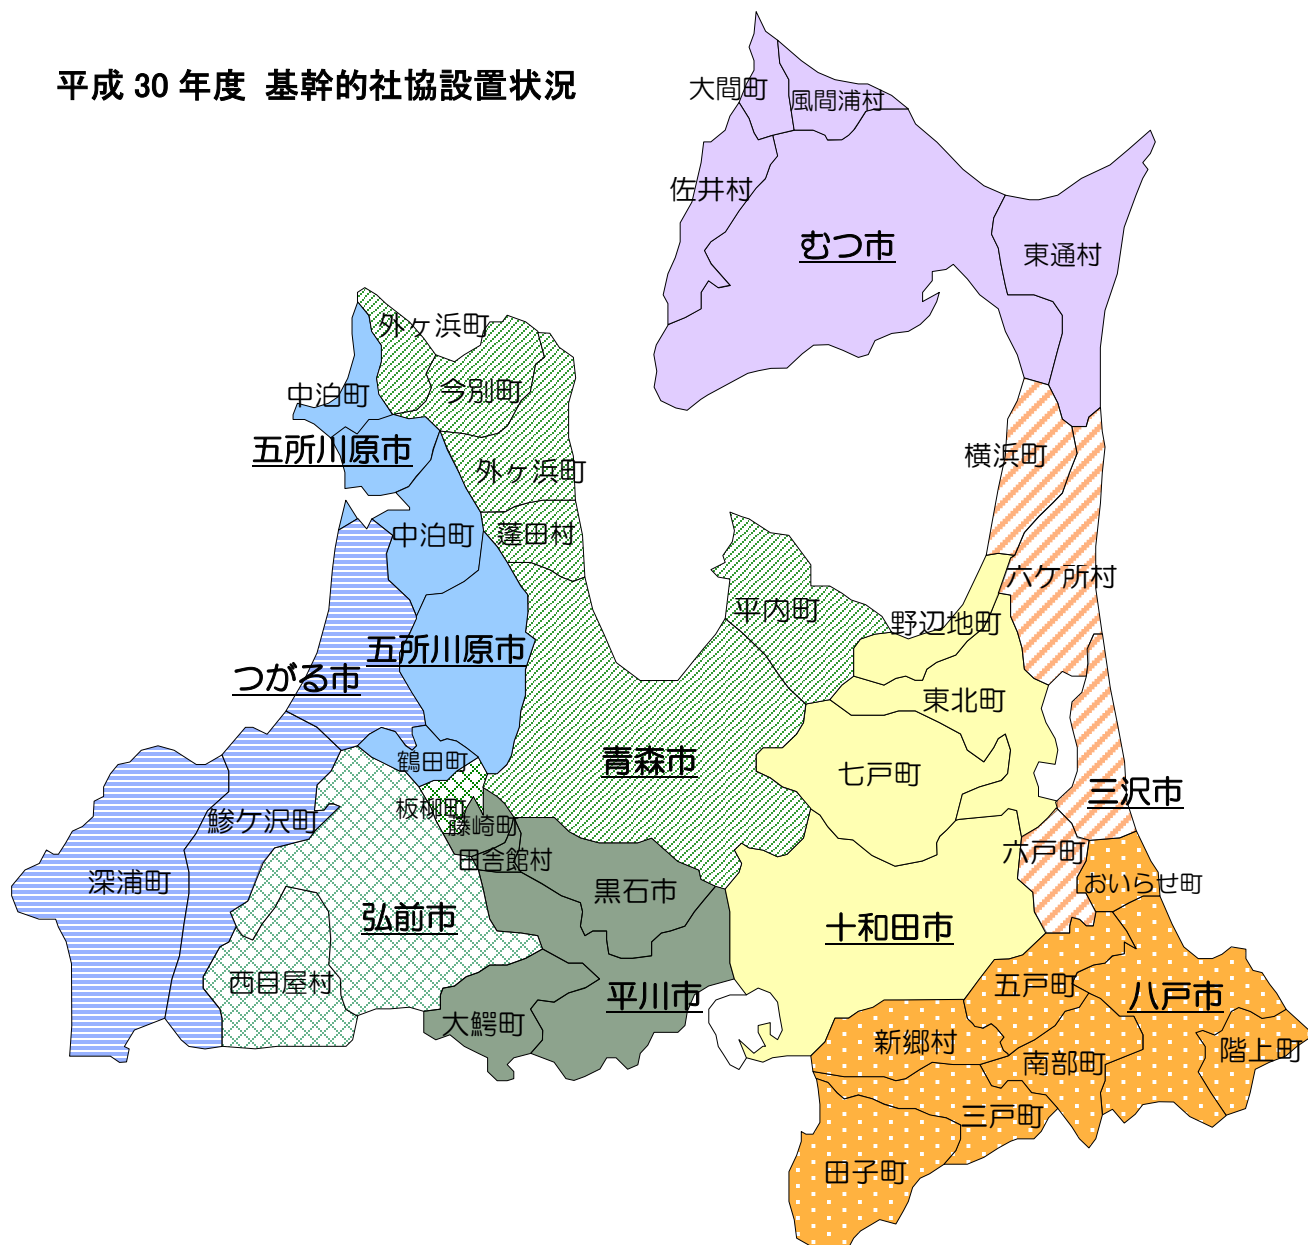 平成 30 年度 基幹的社協設置状況
大間町
風間浦村
佐井村
むつ市
東通村
外ヶ浜町
中泊町
今別町
五所川原市
横浜町
外ヶ浜町
中泊町
蓬田村
六ケ所村
平内町
野辺地町
五所川原市
つがる市
東北町
鶴田町
青森市
七戸町
三沢市
板柳町
鰺ケ沢町
藤崎町
六戸町
田舎館村
深浦町
おいらせ町
黒石市
弘前市
十和田市
西目屋村
五戸町
平川市
八戸市
大鰐町
新郷村
階上町
南部町
三戸町
田子町